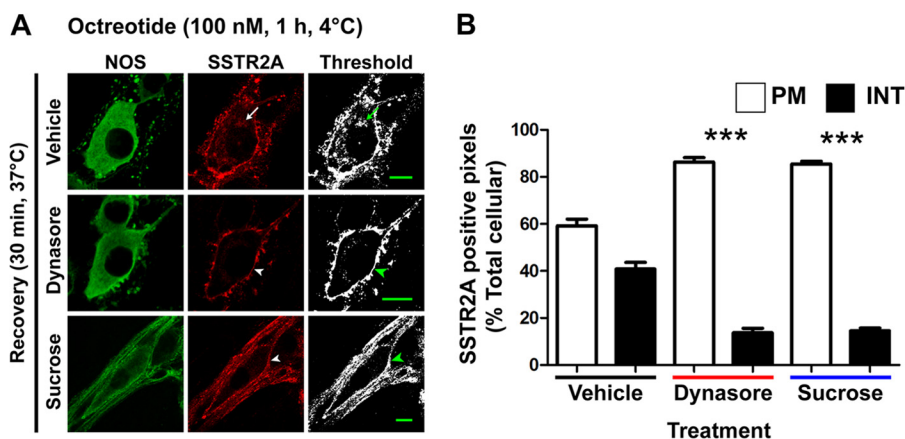 A
Octreotide (100 nM, 1 h, 4°C)
NOS SSTR2A Threshold
Recovery (30 min, 37°C)
Vehicle
Dynasore
Sucrose
B
PM INT
SSTR2A positive pixels
(% Total cellular)
100
80
60
40
20
0
*** ***
Vehicle Dynasore Sucrose
Treatment